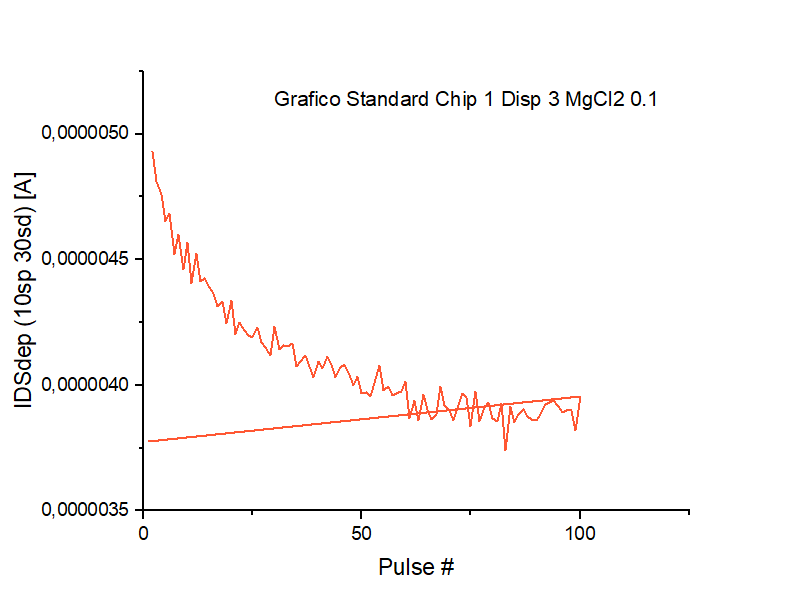 Grafico Standard Chip 1 Disp 3 MgCl2 0.1
0,0000050
0,0000045
0,0000040
0,0000035
IDSdep (10sp 30sd) [A]
0
50
100
Pulse #